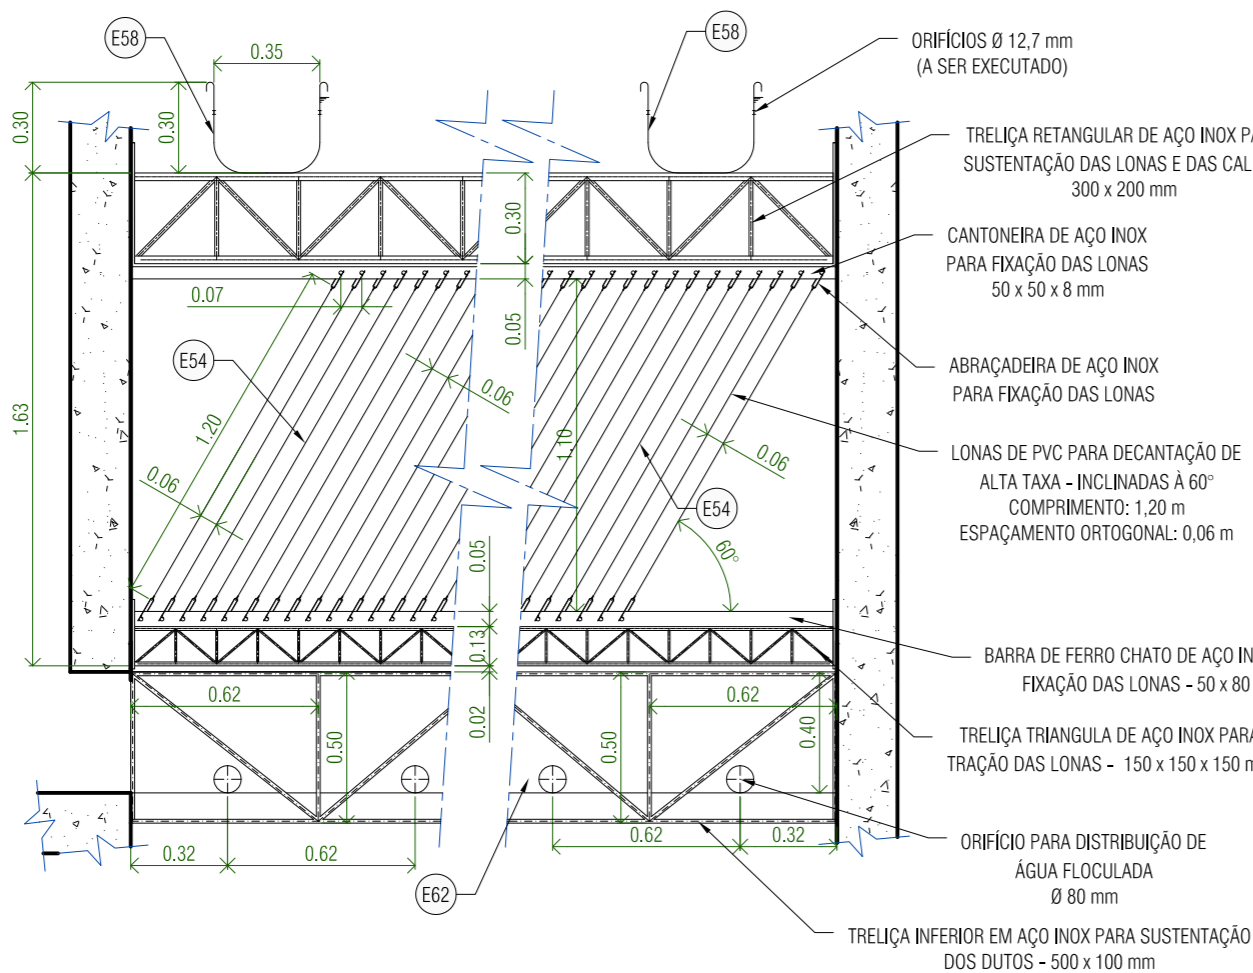 E58
E58
0.35
0.30
0.30
ORIFÍCIOS Ø 12,7 mm
(A SER EXECUTADO)
TRELIÇA RETANGULAR DE AÇO INOX
SUSTENTAÇÃO DAS LONAS E DAS
300 x 200 mm
0.30
CANTONEIRA DE AÇO INOX
PARA FIXAÇÃO DAS LONAS
50 x 50 x 8 mm
0.07
0.05
E54
ABRAÇADEIRA DE AÇO INOX
PARA FIXAÇÃO DAS LONAS
0.06
1.63
1.20
1.10
0.06
0.06
LONAS DE PVC PARA DECANTAÇÃO DE
ALTA TAXA - INCLINADAS À 60°
COMPRIMENTO: 1,20 m
ESPAÇAMENTO ORTOGONAL: 0,06 m
E54
60°
0.05
0.13
BARRA DE FERRO CHATO DE AÇO
FIXAÇÃO DAS LONAS - 50 x 80
0.62
0.62
0.02
0.50
0.50
0.40
TRELIÇA TRIANGULA DE AÇO INOX PARA
TRAÇÃO DAS LONAS - 150 x 150 x 150
0.32
0.62
0.62
0.32
E62
ORIFÍCIO PARA DISTRIBUIÇÃO DE
ÁGUA FLOCULADA
Ø 80 mm
TRELIÇA INFERIOR EM AÇO INOX PARA SUSTENTAÇÃO
DOS DUTOS - 500 x 100 mm